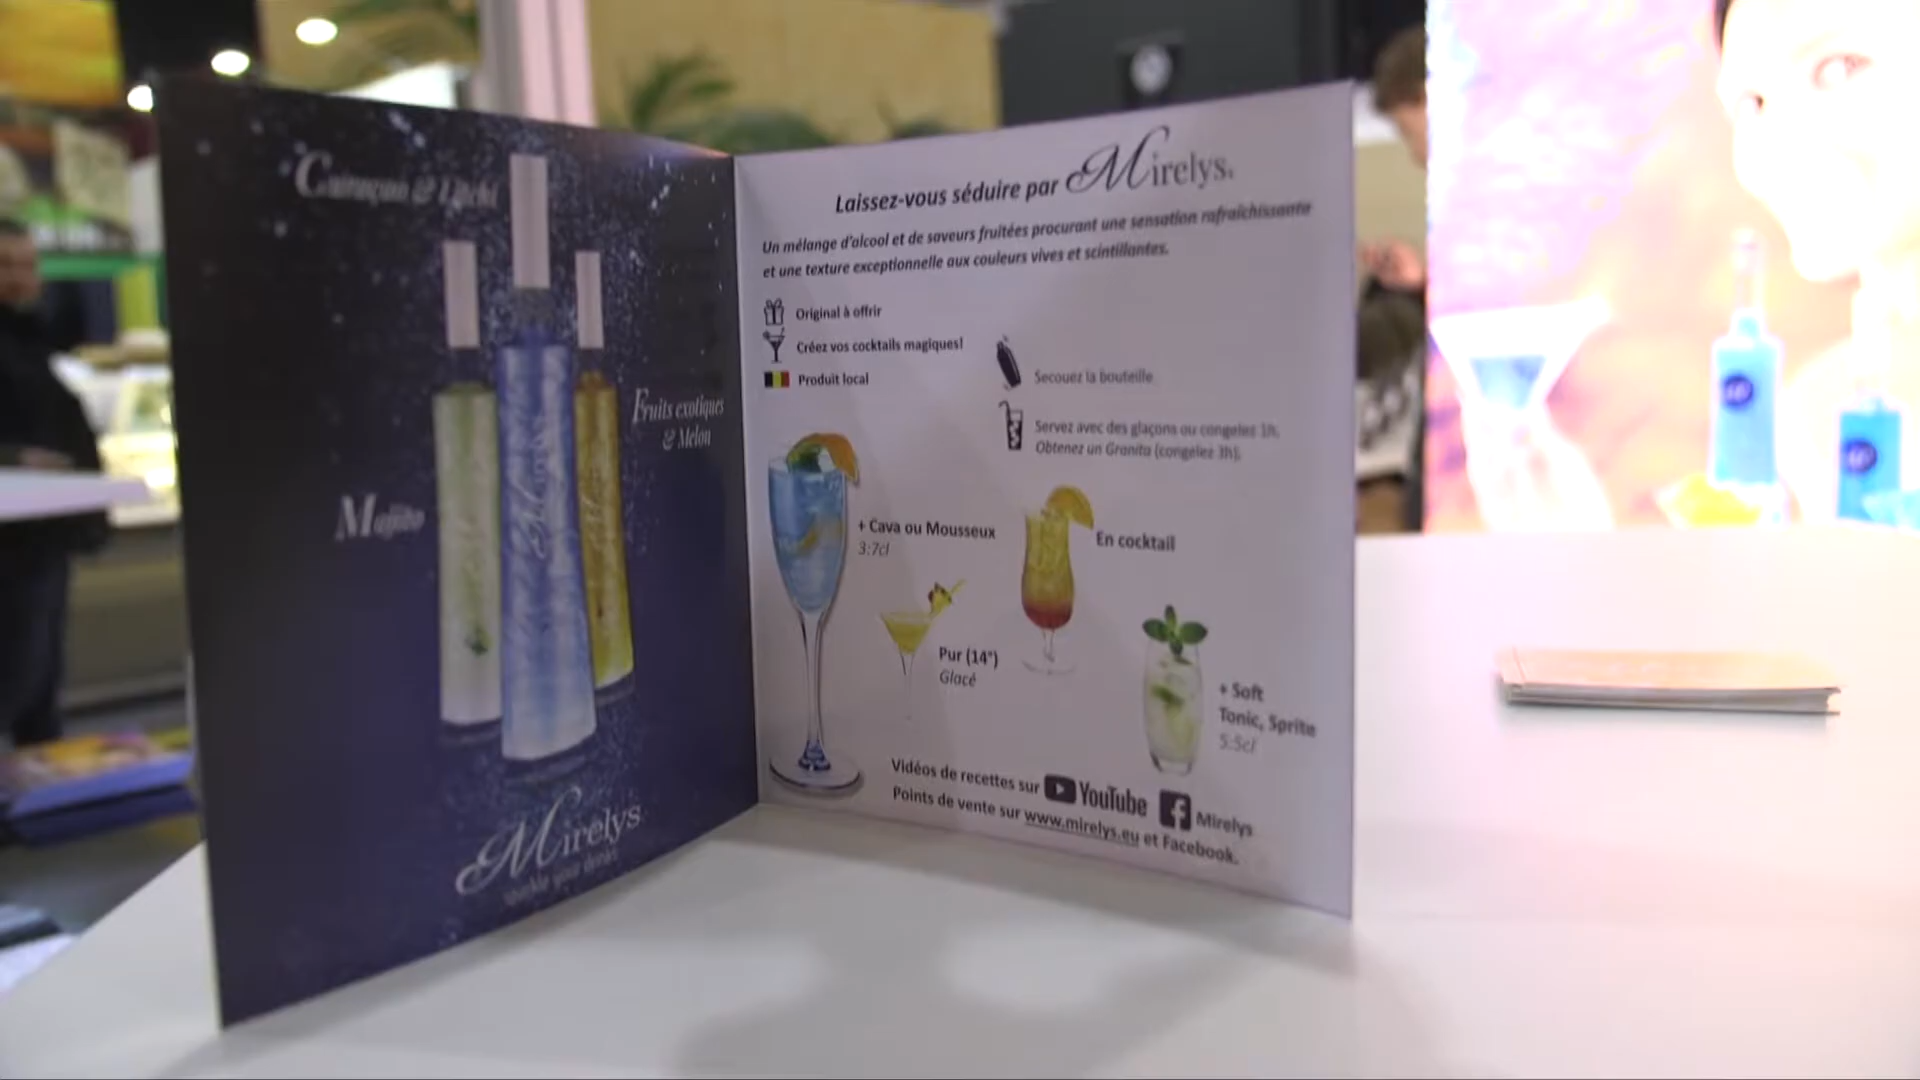 Curaçao & Litchi
Fruits exotiques
& Melon
Mojito
Mirelys
sparkle your drinks
Laissez-vous séduire par Mirelys.
Un mélange d'alcool et de saveurs fruitées procurant une sensation rafraîchissante
et une texture exceptionnelle aux couleurs vives et scintillantes.
Original à offrir
Créez vos cocktails magiques!
Produit local
Secouez la bouteille
Servez avec des glaçons ou congelez 1h.
Obtenez un Granita (congelez 3h).
+ Cava ou Mousseux
3:7cl
En cocktail
Pur (14°)
Glacé
+ Soft
Tonic, Sprite
5:5cl
Vidéos de recettes sur YouTube Mirelys
Points de vente sur www.mirelys.eu et Facebook.